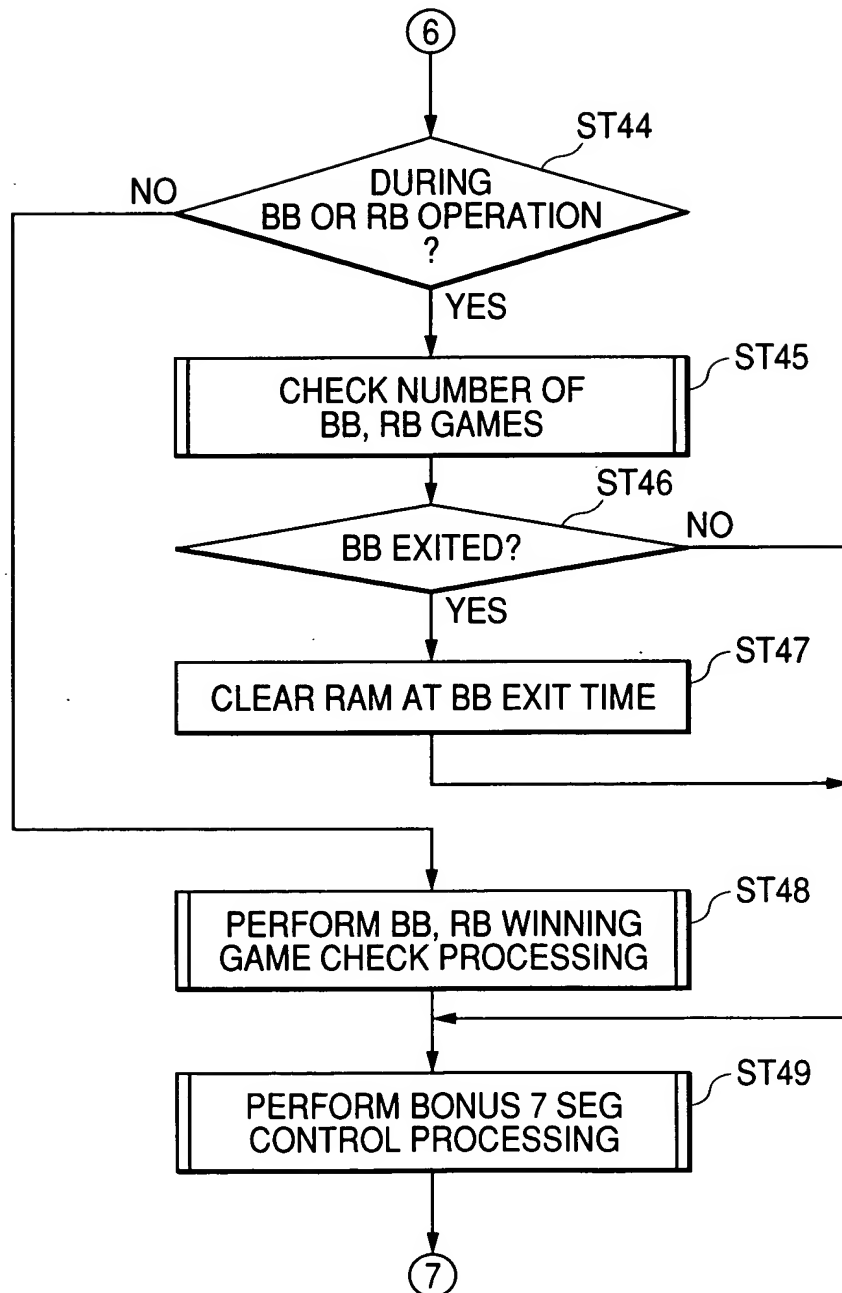 6
ST44
NO
DURING
BB OR RB OPERATION
?
YES
ST45
CHECK NUMBER OF
BB, RB GAMES
ST46
NO
BB EXITED?
YES
ST47
CLEAR RAM AT BB EXIT TIME
ST48
PERFORM BB, RB WINNING
GAME CHECK PROCESSING
ST49
PERFORM BONUS 7 SEG
CONTROL PROCESSING
7